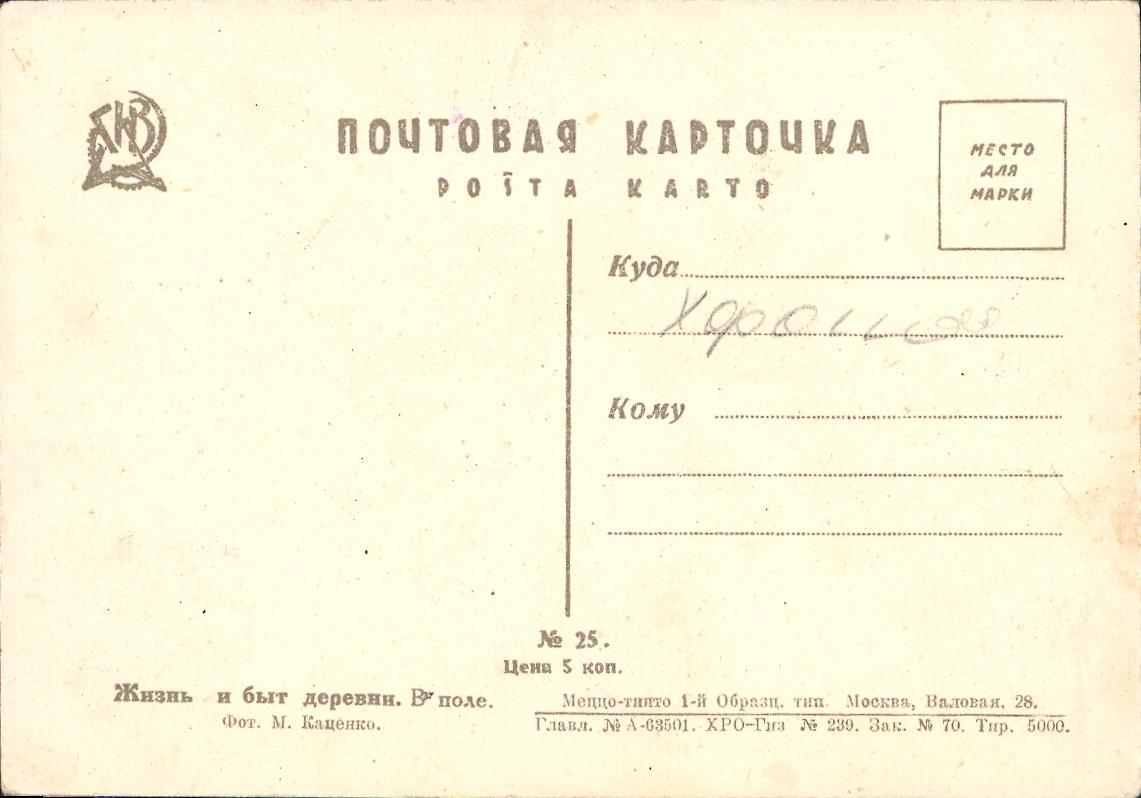 АХР
ПОЧТОВАЯ КАРТОЧКА
POŜTA KARTO
МЕСТО
ДЛЯ
МАРКИ
Куда
Хорошая
Кому
№ 25.
Цена 5 коп.
Жизнь и быт деревни. В поле.
Фот. М. Каценко.
Меццо-тинто 1-й Образц. тип. Москва, Валовая, 28.
Главл. № А-63501. ХРО-Гиз № 239. Зак. № 70. Тир. 5000.